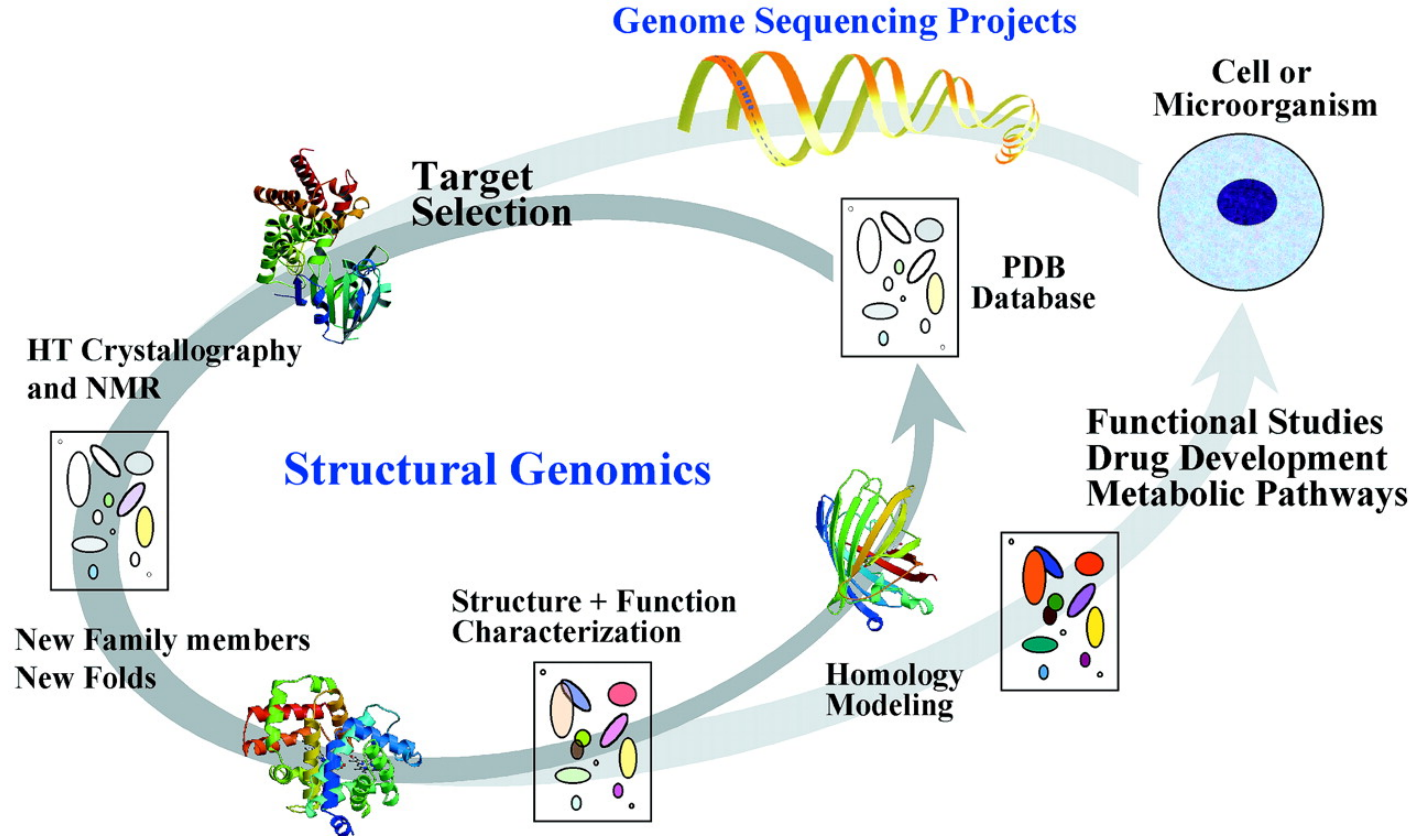 Genome Sequencing Projects
Cell or
Microorganism
Target
Selection
PDB
Database
HT Crystallography
and NMR
Structural Genomics
Functional Studies
Drug Development
Metabolic Pathways
Structure + Function
Characterization
New Family members
New Folds
Homology
Modeling